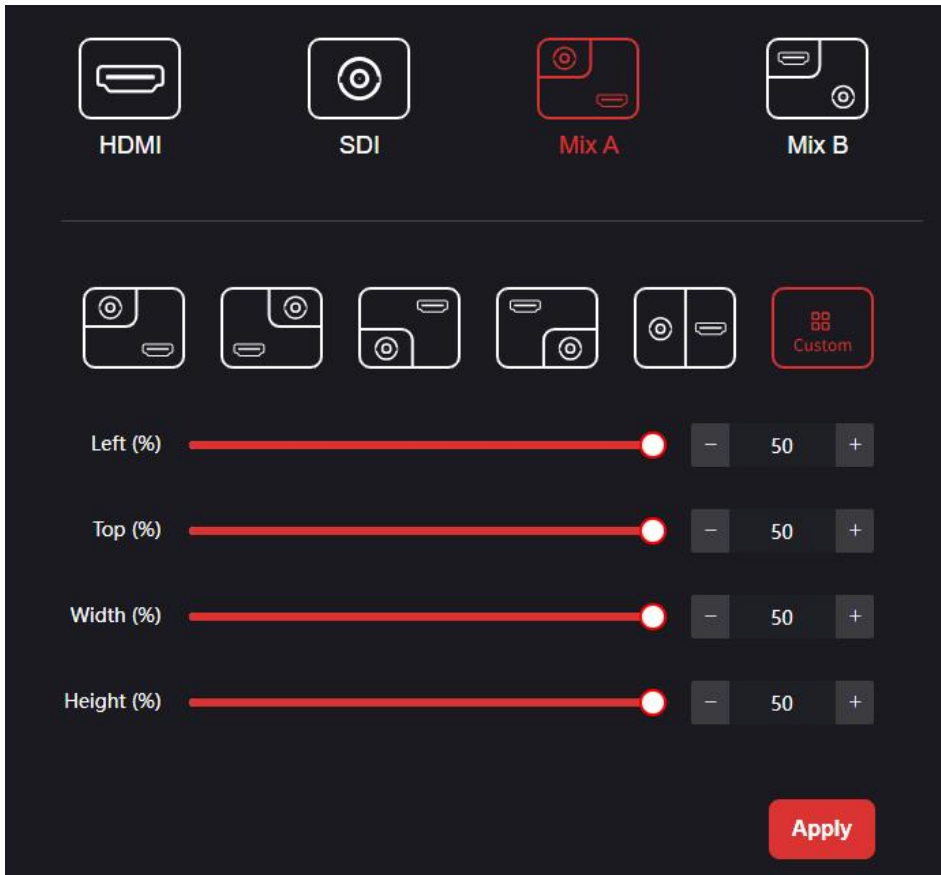 HDMI SDI Mix A Mix B
Custom
Left (%) − 50 +
Top (%) − 50 +
Width (%) − 50 +
Height (%) − 50 +
Apply